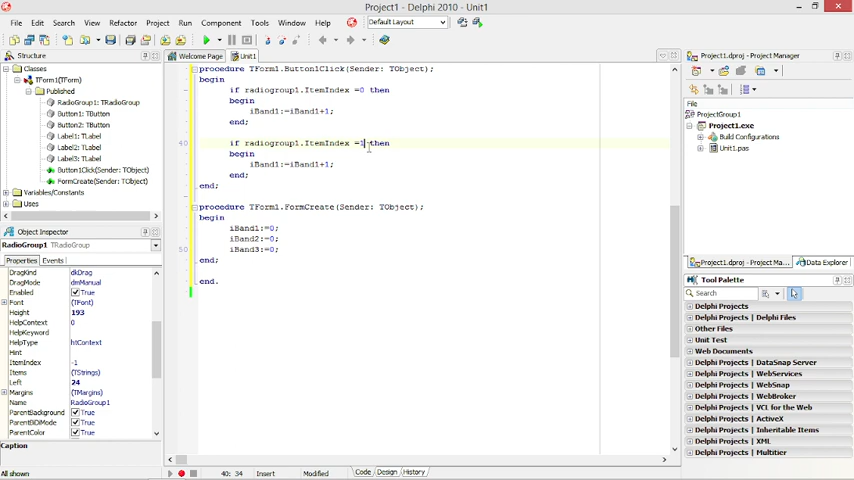 Project1 - Delphi 2010 - Unit1
File Edit Search View Refactor Project Run Component Tools Window Help Default Layout
Structure
Classes
TForm1(TForm)
Published
RadioGroup1: TRadioGroup
Button1: TButton
Button2: TButton
Label1: TLabel
Label2: TLabel
Label3: TLabel
Button1Click(Sender: TObject)
FormCreate(Sender: TObject)
Variables/Constants
Uses
Object Inspector
RadioGroup1 TRadioGroup
Properties Events
DragKind dkDrag
DragMode dmManual
Enabled True
Font (TFont)
Height 193
HelpContext 0
HelpKeyword
HelpType htContext
Hint
ItemIndex -1
Items (TStrings)
Left 24
Margins (TMargins)
Name RadioGroup1
ParentBackground True
ParentBiDiMode True
ParentColor True
Caption
All shown
Welcome Page Unit1
procedure TForm1.Button1Click(Sender: TObject);
begin
if radiogroup1.ItemIndex =0 then
begin
iBand1:=iBand1+1;
end;
40 if radiogroup1.ItemIndex =1 then
begin
iBand1:=iBand1+1;
end;
end;
procedure TForm1.FormCreate(Sender: TObject);
begin
iBand1:=0;
iBand2:=0;
50 iBand3:=0;
end;
end.
40: 34 Insert Modified Code Design History
Project1.dproj - Project Manager
Activate
File
ProjectGroup1
Project1.exe
Build Configurations
Unit1.pas
Project1.dproj - Project Ma... Data Explorer
Tool Palette
Search
Delphi Projects
Delphi Projects | Delphi Files
Other Files
Unit Test
Web Documents
Delphi Projects | DataSnap Server
Delphi Projects | WebServices
Delphi Projects | WebSnap
Delphi Projects | WebBroker
Delphi Projects | VCL for the Web
Delphi Projects | ActiveX
Delphi Projects | Inheritable Items
Delphi Projects | XML
Delphi Projects | Multitier